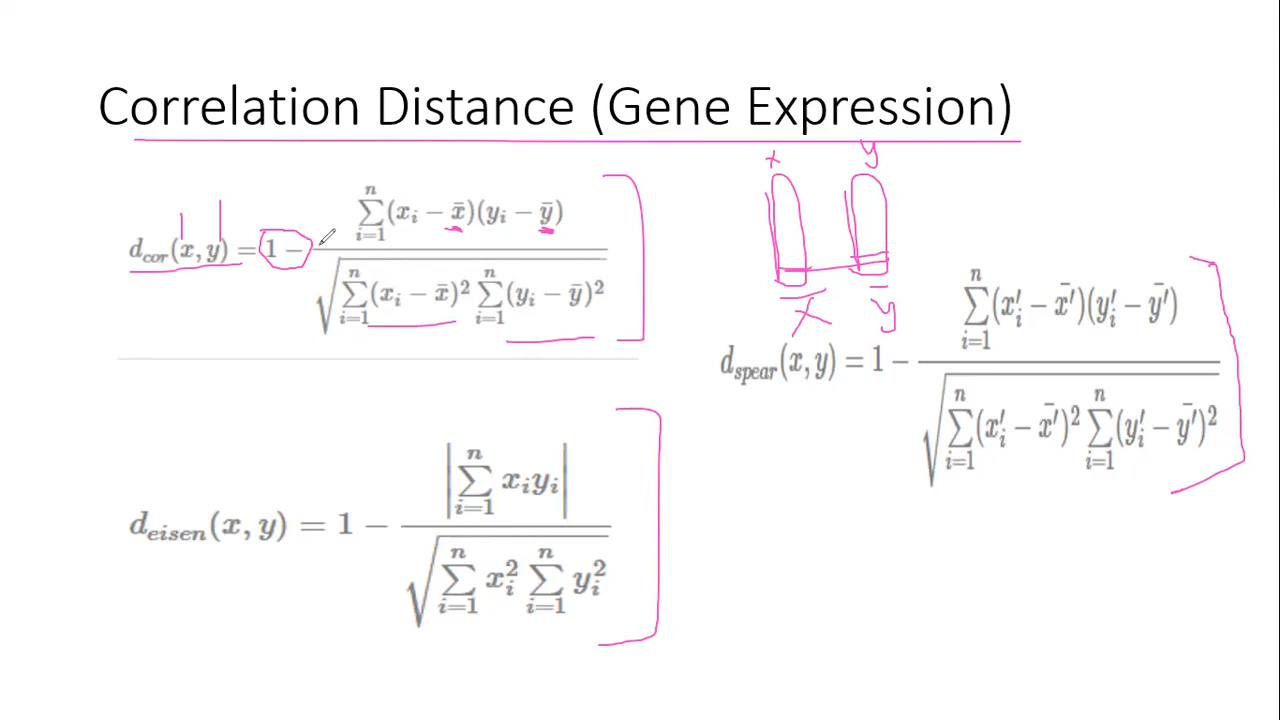 Correlation Distance (Gene Expression)
x y
d_{cor}(x, y) = 1 - \frac{\sum_{i=1}^{n}(x_i - \bar{x})(y_i - \bar{y})}{\sqrt{\sum_{i=1}^{n}(x_i - \bar{x})^2 \sum_{i=1}^{n}(y_i - \bar{y})^2}}
\bar{x} \bar{y}
d_{spear}(x, y) = 1 - \frac{\sum_{i=1}^{n}(x'_i - \bar{x'})(y'_i - \bar{y'})}{\sqrt{\sum_{i=1}^{n}(x'_i - \bar{x'})^2 \sum_{i=1}^{n}(y'_i - \bar{y'})^2}}
d_{eisen}(x, y) = 1 - \frac{\left|\sum_{i=1}^{n} x_i y_i\right|}{\sqrt{\sum_{i=1}^{n} x_i^2 \sum_{i=1}^{n} y_i^2}}